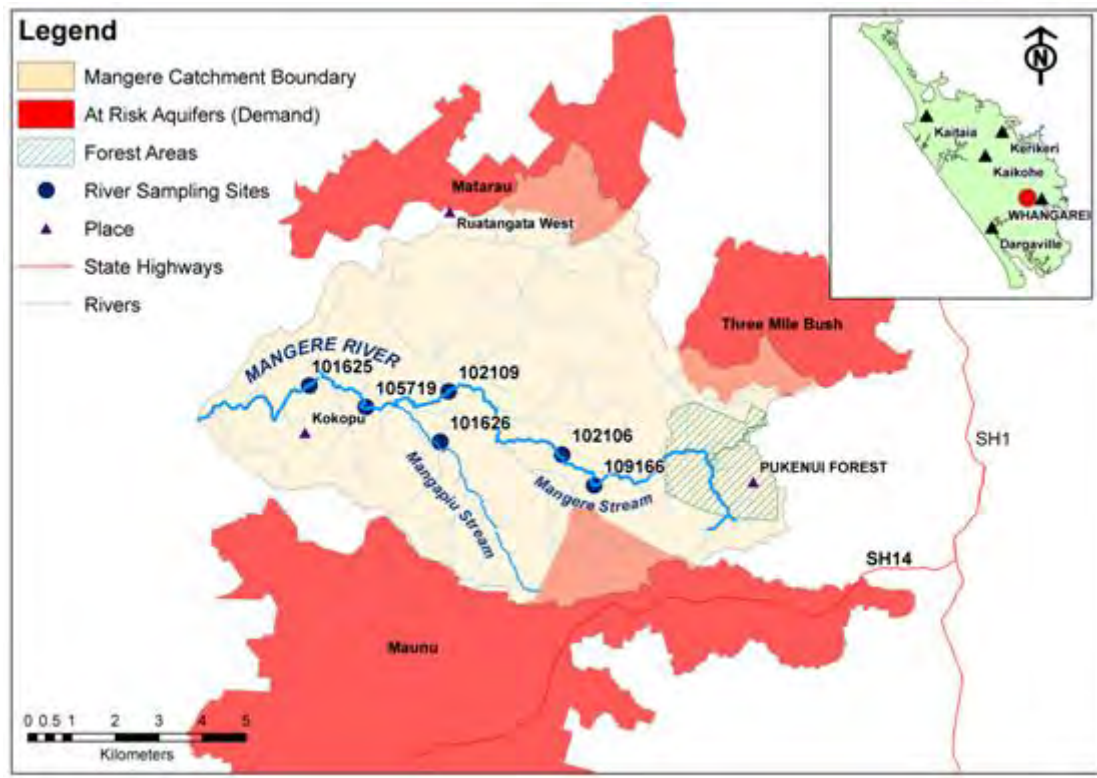 Legend
Mangere Catchment Boundary
At Risk Aquifers (Demand)
Forest Areas
River Sampling Sites
Place
State Highways
Rivers
N
Kaitaia
Kerikeri
Kaikohe
WHANGAREI
Dargaville
Matarau
Ruatangata West
Three Mile Bush
MANGERE RIVER
101625
105719
102109
Kokopu
101626
102106
109166
Mangapiu Stream
Mangere Stream
PUKENUI FOREST
SH1
SH14
Maunu
0 0.5 1 2 3 4 5
Kilometers